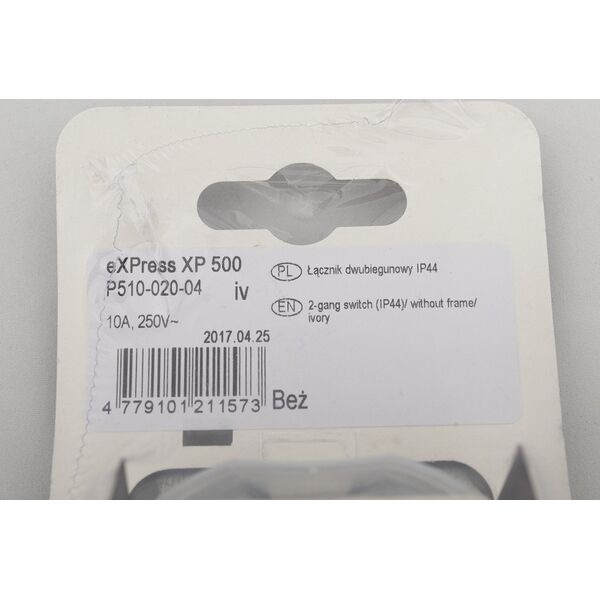 eXPress XP 500
P510-020-04 iv
10A, 250V~
2017.04.25
4 779101 211573 Beż
PL Łącznik dwubiegunowy IP44
EN 2-gang switch (IP44)/ without frame/
ivory